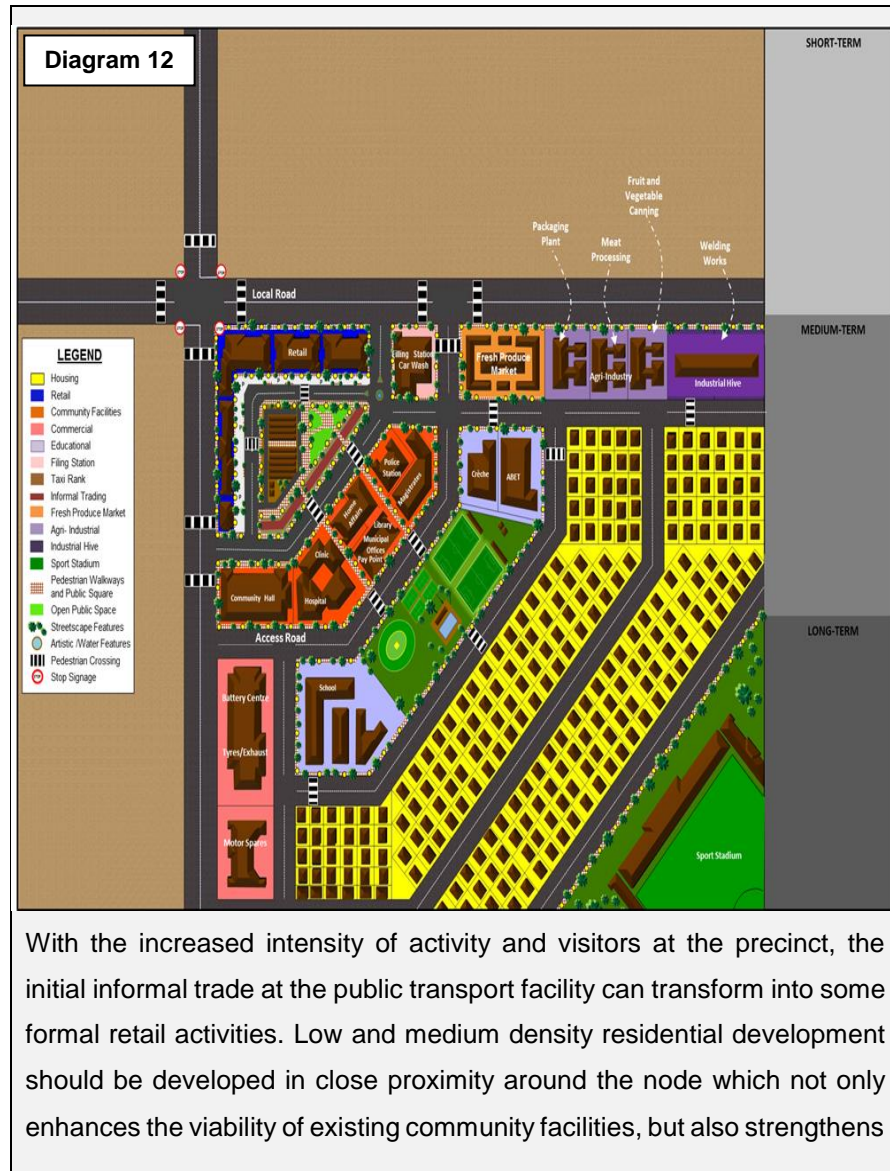 Diagram 12
SHORT-TERM
Fruit and
Vegetable
Canning
Packaging
Plant
Meat
Processing
Welding
Works
Local Road
MEDIUM-TERM
Retail
Filling Station
Car Wash
Fresh Produce
Market
Agri-Industry
Industrial Hive
LEGEND
Housing
Retail
Community Facilities
Commercial
Educational
Filing Station
Taxi Rank
Informal Trading
Fresh Produce Market
Agri- Industrial
Industrial Hive
Sport Stadium
Pedestrian Walkways
and Public Square
Open Public Space
Streetscape Features
Artistic /Water Features
Pedestrian Crossing
STOP Stop Signage
Police
Station
Magistrates
Crèche
ABET
Home
Affairs
Library
Municipal
Offices
Pay Point
Clinic
Community Hall
Hospital
Access Road
LONG-TERM
School
Battery Centre
Tyres/Exhaust
Motor Spares
Sport Stadium
With the increased intensity of activity and visitors at the precinct, the
initial informal trade at the public transport facility can transform into some
formal retail activities. Low and medium density residential development
should be developed in close proximity around the node which not only
enhances the viability of existing community facilities, but also strengthens